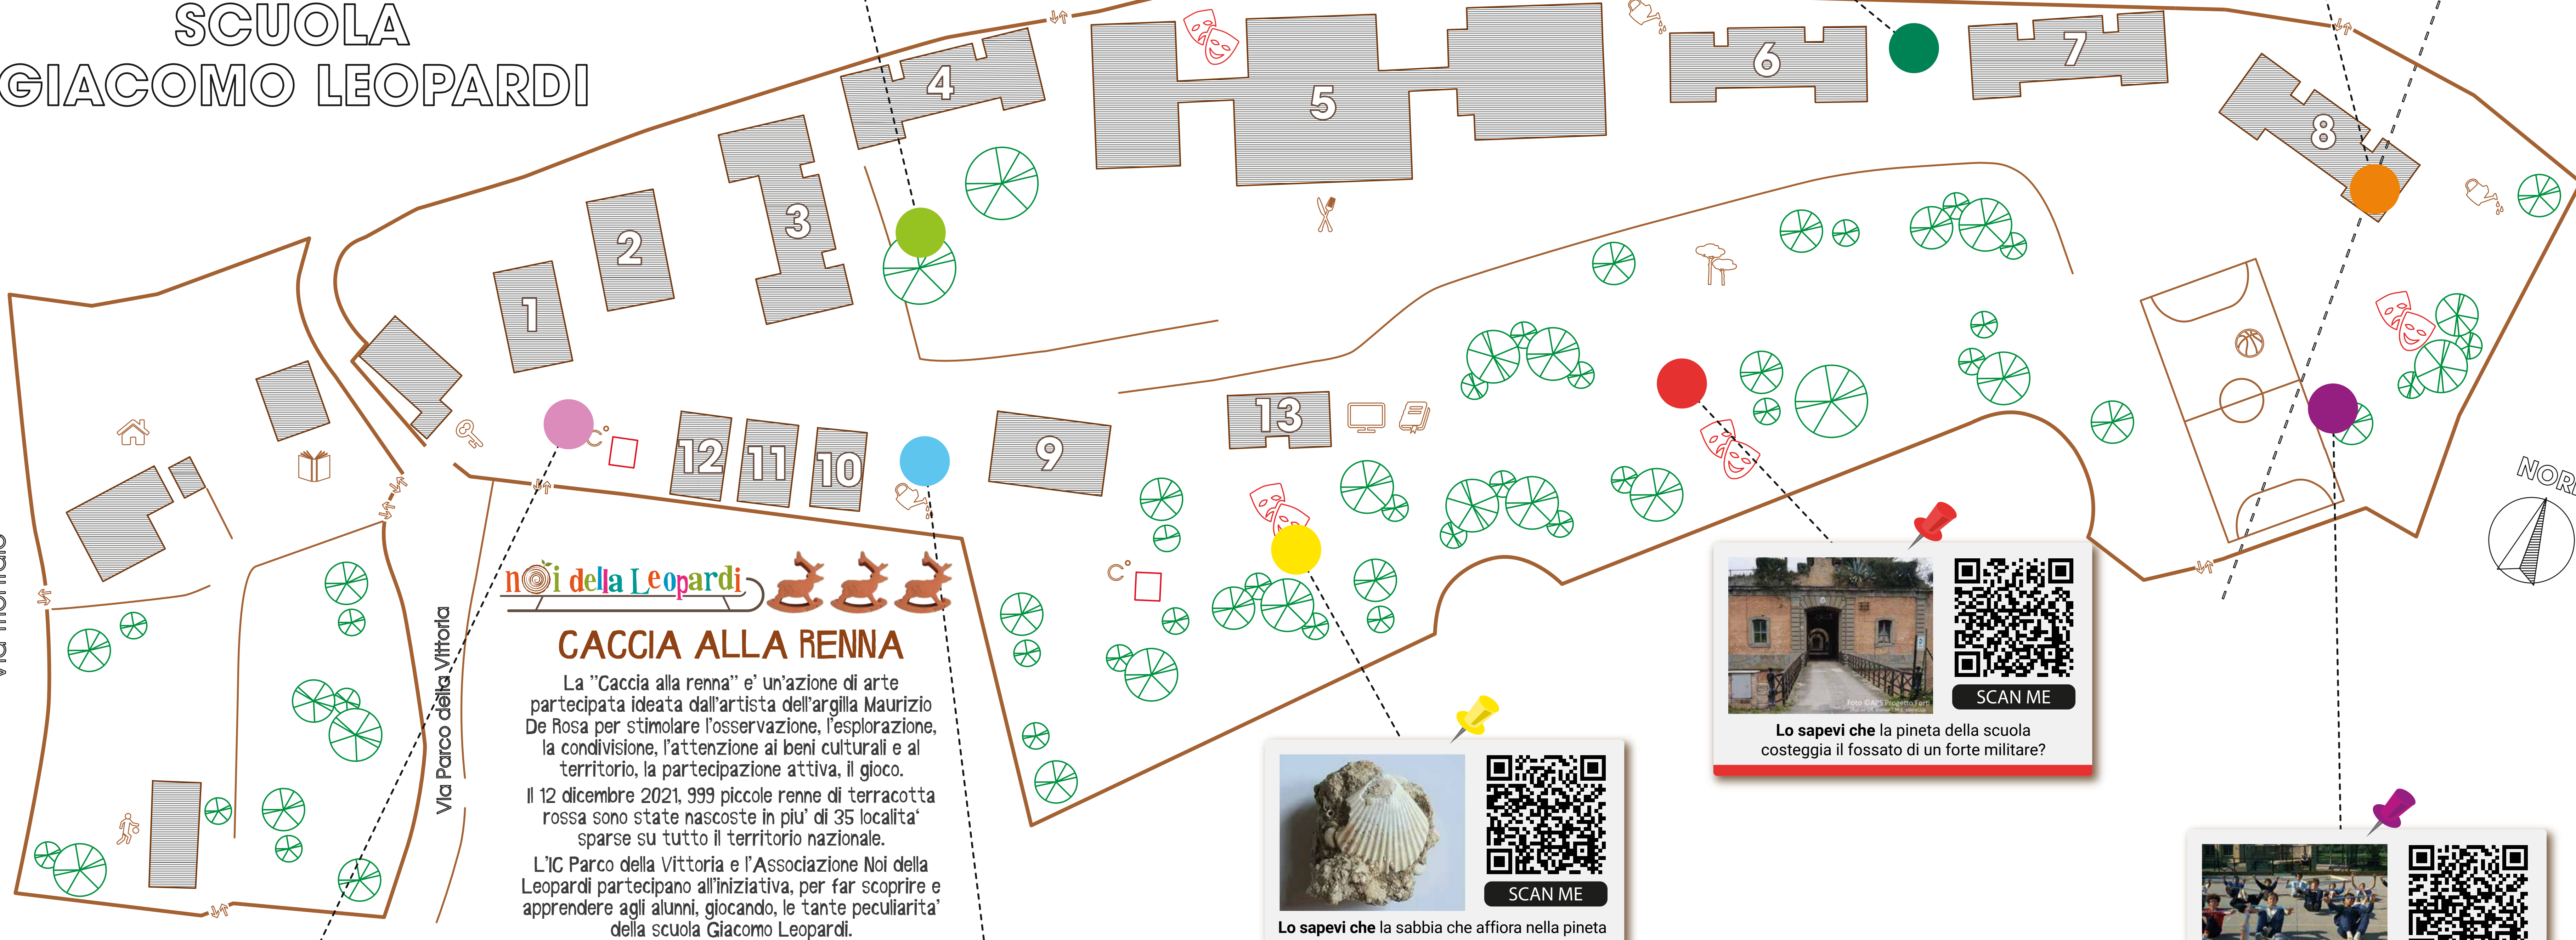 SCUOLA
GIACOMO LEOPARDI
4
5
6
7
8
3
2
1
12
11
10
9
13
C°
C°
Via Parco della Vittoria
NOR
noi della Leopardi
CACCIA ALLA RENNA
La "Caccia alla renna" e' un'azione di arte
partecipata ideata dall'artista dell'argilla Maurizio
De Rosa per stimolare l'osservazione, l'esplorazione,
la condivisione, l'attenzione ai beni culturali e al
territorio, la partecipazione attiva, il gioco.
Il 12 dicembre 2021, 999 piccole renne di terracotta
rossa sono state nascoste in piu' di 35 localita'
sparse su tutto il territorio nazionale.
L'IC Parco della Vittoria e l'Associazione Noi della
Leopardi partecipano all'iniziativa, per far scoprire e
apprendere agli alunni, giocando, le tante peculiarita'
della scuola Giacomo Leopardi.
Foto ©APS Progetto Forti
SCAN ME
Lo sapevi che la pineta della scuola
costeggia il fossato di un forte militare?
SCAN ME
Lo sapevi che la sabbia che affiora nella pineta